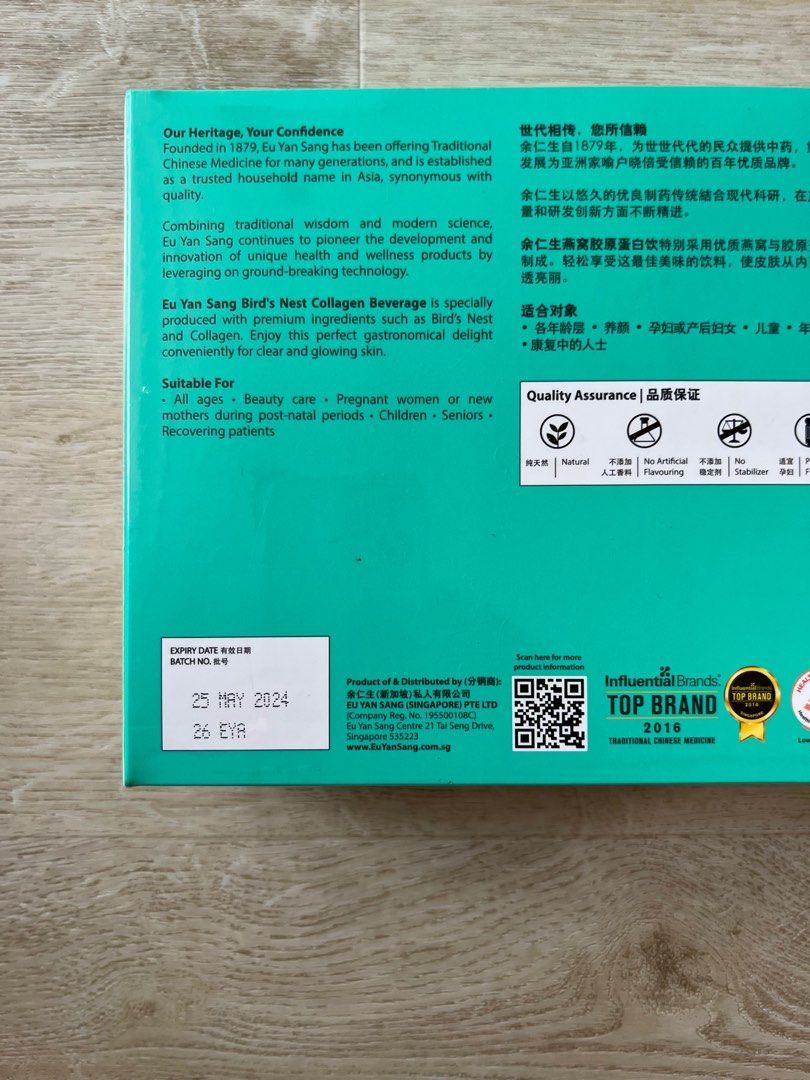 Our Heritage, Your Confidence
Founded in 1879, Eu Yan Sang has been offering Traditional
Chinese Medicine for many generations, and is established
as a trusted household name in Asia, synonymous with
quality.
Combining traditional wisdom and modern science,
Eu Yan Sang continues to pioneer the development and
innovation of unique health and wellness products by
leveraging on ground-breaking technology.
Eu Yan Sang Bird's Nest Collagen Beverage is specially
produced with premium ingredients such as Bird's Nest
and Collagen. Enjoy this perfect gastronomical delight
conveniently for clear and glowing skin.
Suitable For
• All ages • Beauty care • Pregnant women or new
mothers during post-natal periods • Children • Seniors •
Recovering patients
世代相传，您所信赖
余仁生自1879年，为世世代代的民众提供中药，
发展为亚洲家喻户晓倍受信赖的百年优质品牌。
余仁生以悠久的优良制药传统结合现代科研，在
量和研发创新方面不断精进。
余仁生燕窝胶原蛋白饮特别采用优质燕窝与胶原
制成。轻松享受这最佳美味的饮料，使皮肤从内
透亮丽。
适合对象
• 各年龄层 • 养颜 • 孕妇或产后妇女 • 儿童 • 年
• 康复中的人士
Quality Assurance | 品质保证
纯天然 | Natural
不添加人工香料 | No Artificial Flavouring
不添加稳定剂 | No Stabilizer
适宜孕妇
EXPIRY DATE 有效日期
BATCH NO. 批号
25 MAY 2024
26 EYA
Product of & Distributed by (分销商):
余仁生(新加坡)私人有限公司
EU YAN SANG (SINGAPORE) PTE LTD
(Company Reg. No. 195500108C)
Eu Yan Sang Centre 21 Tai Seng Drive,
Singapore 535223
www.EuYanSang.com.sg
Scan here for more
product information
Influential Brands®
TOP BRAND
2016
TRADITIONAL CHINESE MEDICINE
Influential Brands
TOP BRAND
2016
SINGAPORE